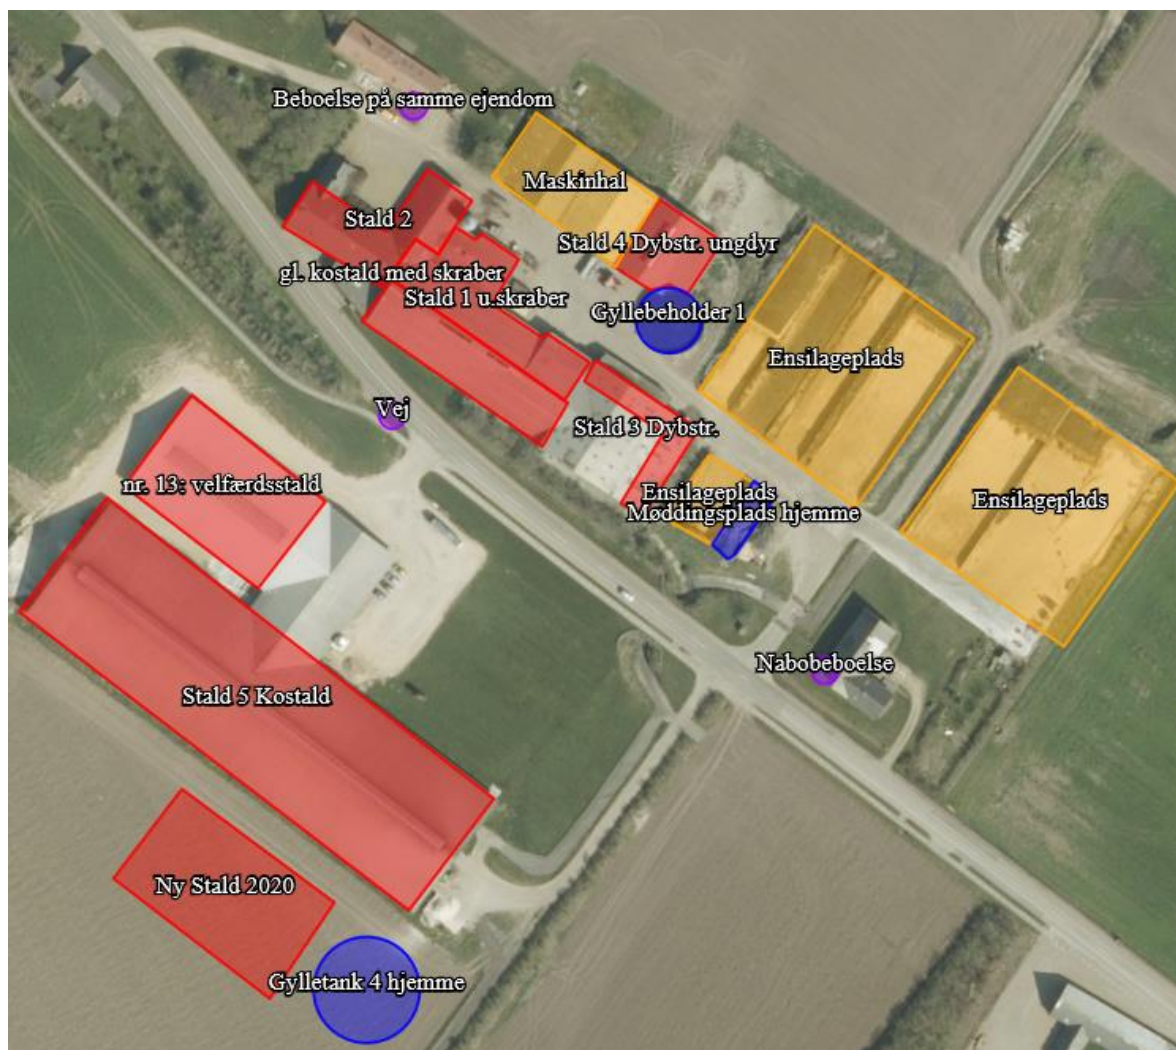 Beboelse på samme ejendom
Maskinhal
Stald 2
Stald 4 Dybstr. ungdyr
gl. kostald med skraber
Stald 1 u.skraber
Gyllebeholder 1
Ensilageplads
Vej
Stald 3 Dybstr.
nr. 13: velfærdsstald
Ensilageplads
Møddingsplads hjemme
Ensilageplads
Nabobeboelse
Stald 5 Kostald
Ny Stald 2020
Gylletank 4 hjemme